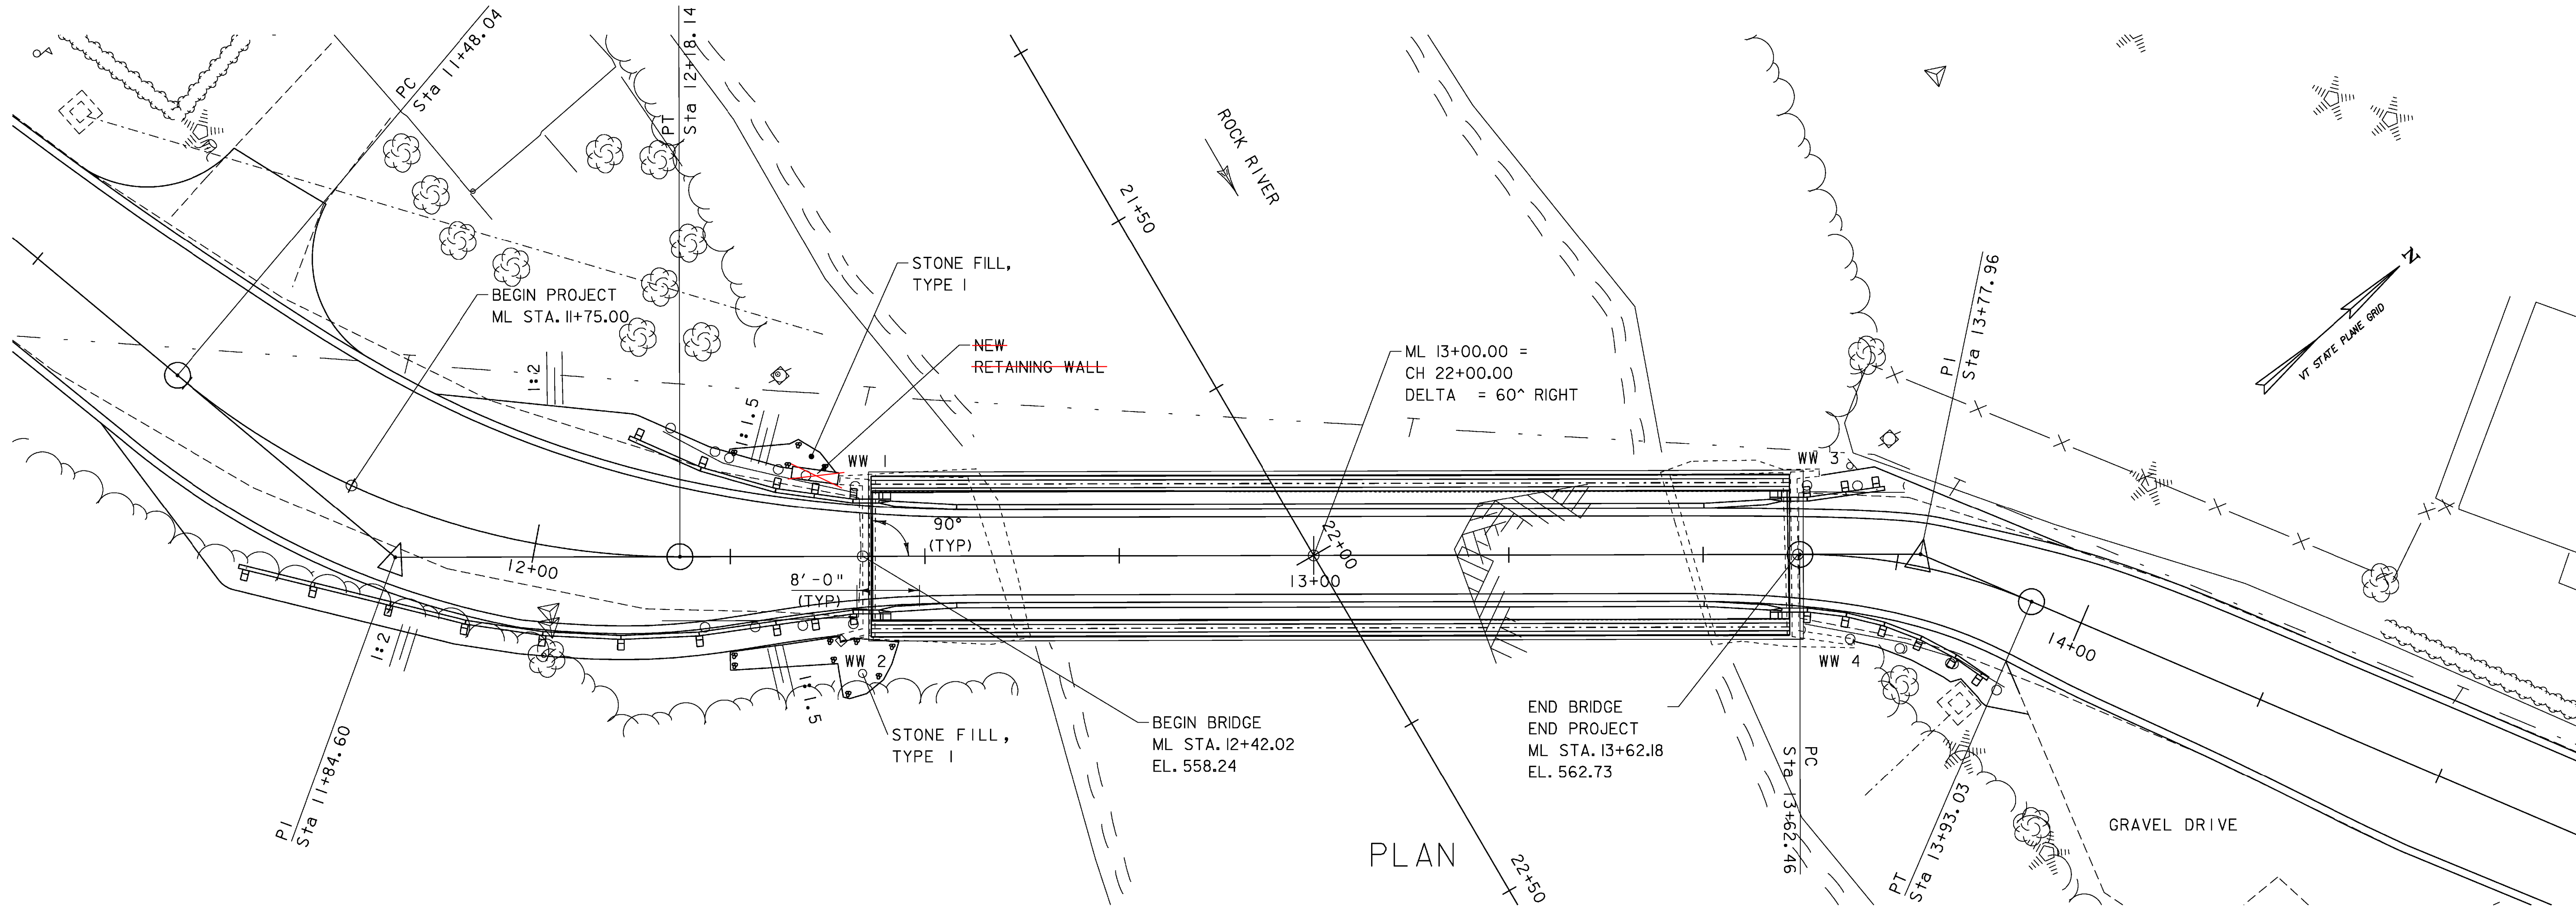 PC
Sta 11+48.04
PT
Sta 12+18.14
ROCK RIVER
21+50
STONE FILL,
TYPE I
BEGIN PROJECT
ML STA. 11+75.00
NEW
RETAINING WALL
ML 13+00.00 =
CH 22+00.00
DELTA = 60^ RIGHT
PI
Sta 13+77.96
N
VT STATE PLANE GRID
1:2
T
T
T
T
T
T
1:1.5
WW 1
WW 3
90°
(TYP)
12+00
8'-0"
(TYP)
13+00
22+00
14+00
1:2
WW 2
WW 4
1:1.5
STONE FILL,
TYPE I
BEGIN BRIDGE
ML STA. 12+42.02
EL. 558.24
END BRIDGE
END PROJECT
ML STA. 13+62.18
EL. 562.73
PC
Sta 13+62.46
PI
Sta 11+84.60
PT
Sta 13+93.03
GRAVEL DRIVE
PLAN
22+50